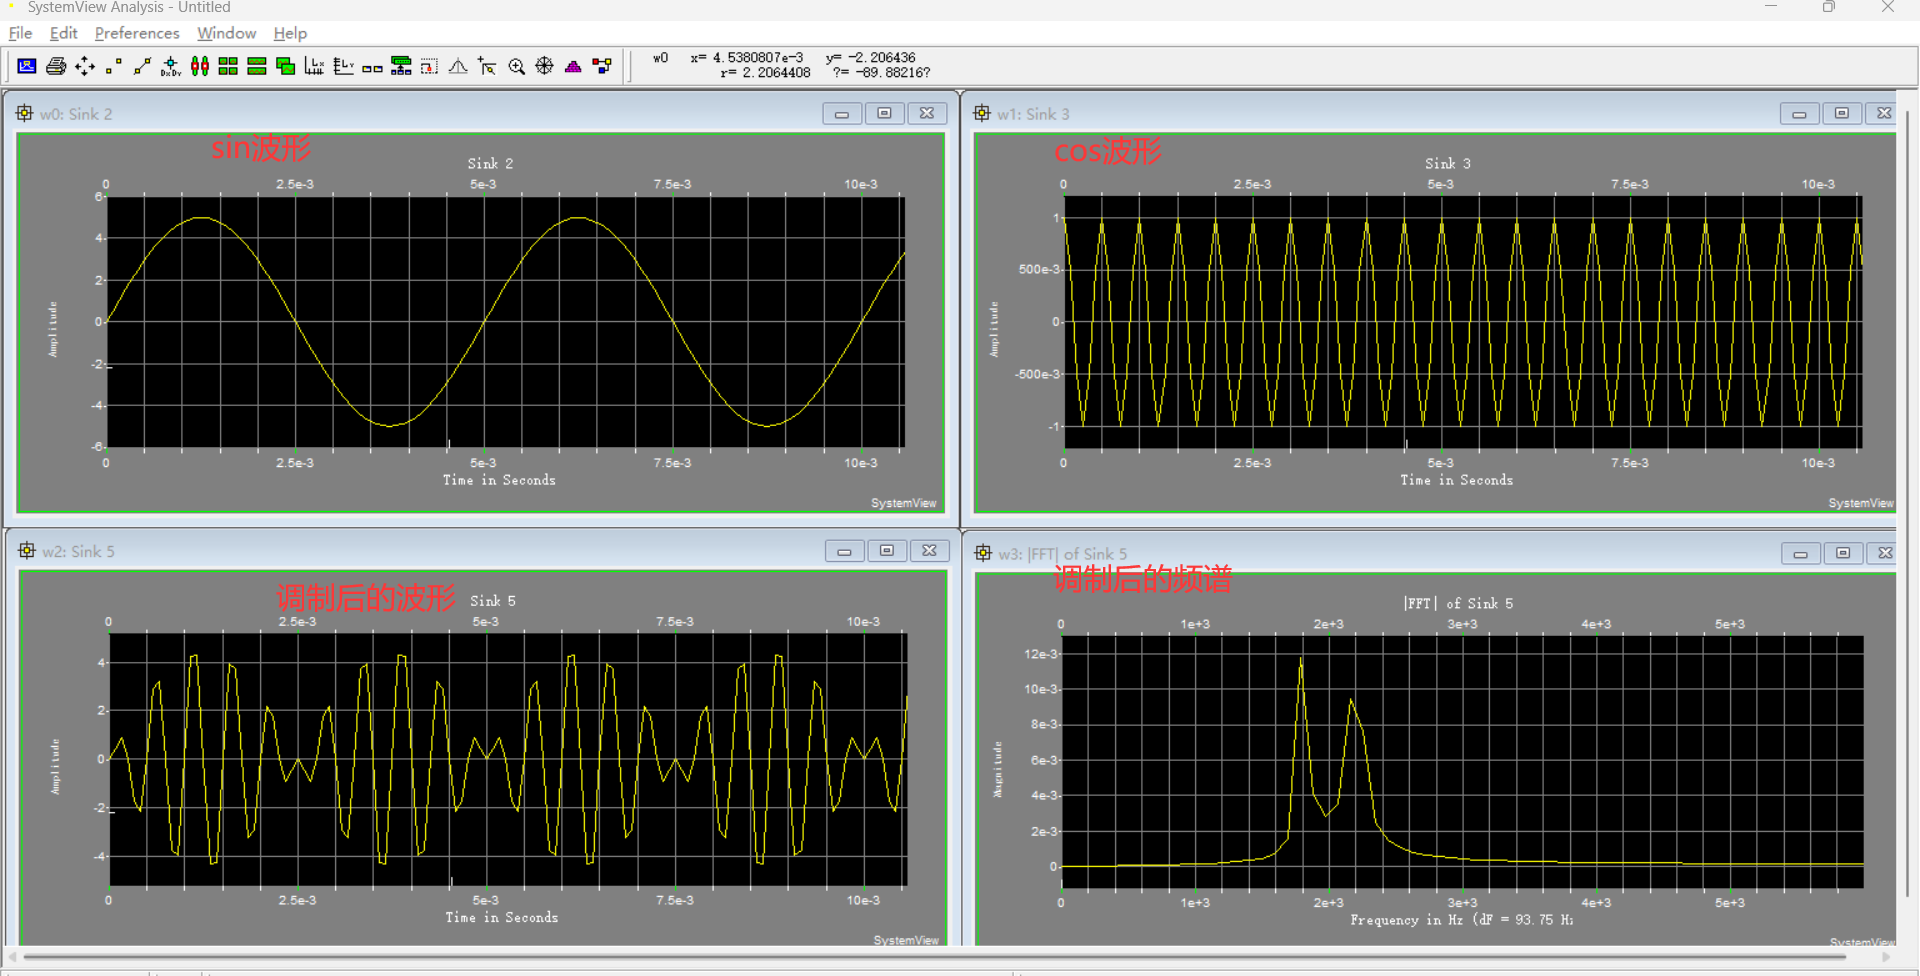 SystemView Analysis - Untitled
File Edit Preferences Window Help
w0 x= 4.5380807e-3 y= -2.206436
r= 2.2064408 ?= -89.88216?
w0: Sink 2
sin波形
Sink 2
0 2.5e-3 5e-3 7.5e-3 10e-3
6
4
2
0
-2
-4
-6
Amplitude
0 2.5e-3 5e-3 7.5e-3 10e-3
Time in Seconds
SystemView
w1: Sink 3
cos波形
Sink 3
0 2.5e-3 5e-3 7.5e-3 10e-3
1
500e-3
0
-500e-3
-1
Amplitude
0 2.5e-3 5e-3 7.5e-3 10e-3
Time in Seconds
SystemView
w2: Sink 5
调制后的波形
Sink 5
0 2.5e-3 5e-3 7.5e-3 10e-3
4
2
0
-2
-4
Amplitude
0 2.5e-3 5e-3 7.5e-3 10e-3
Time in Seconds
SystemView
w3: |FFT| of Sink 5
调制后的频谱
|FFT| of Sink 5
0 1e+3 2e+3 3e+3 4e+3 5e+3
12e-3
10e-3
8e-3
6e-3
4e-3
2e-3
0
Magnitude
0 1e+3 2e+3 3e+3 4e+3 5e+3
Frequency in Hz (dF = 93.75 Hz
SystemView